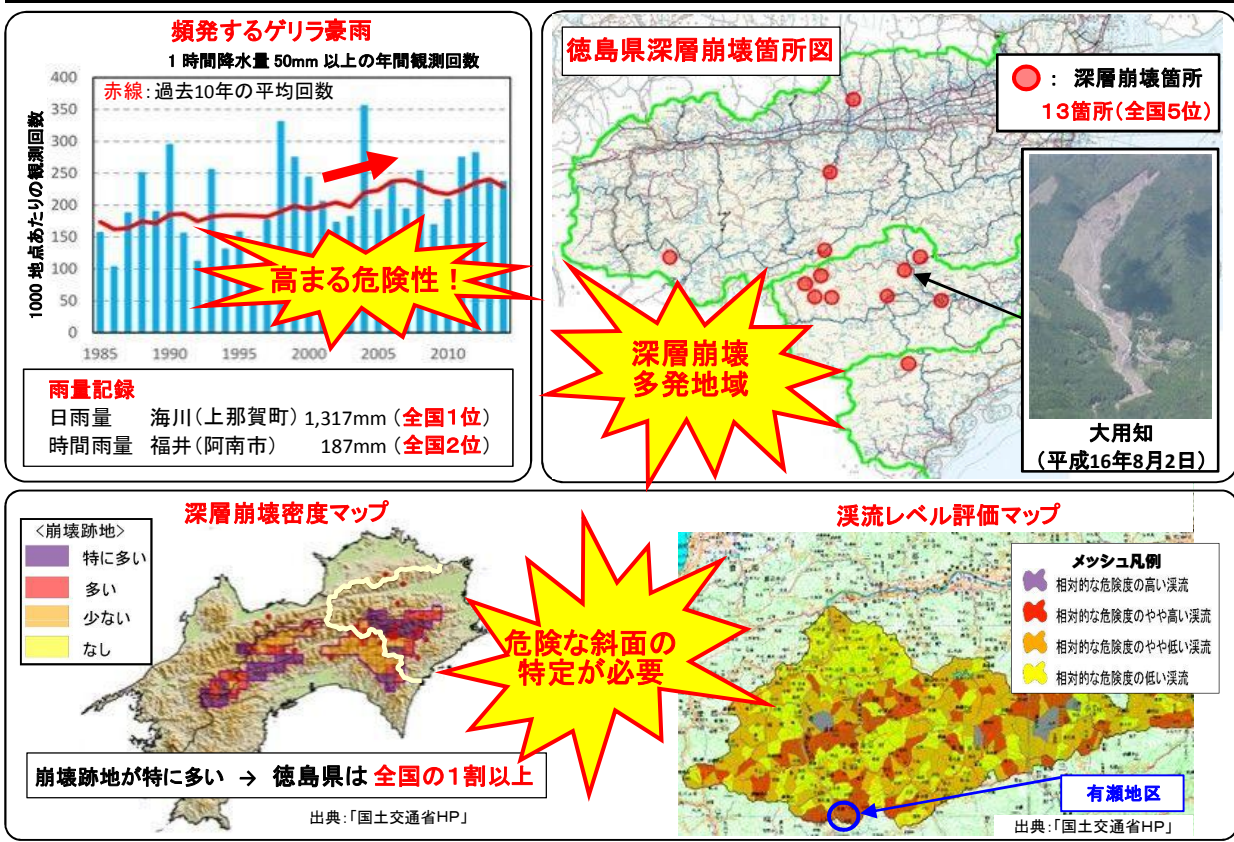 頻発するゲリラ豪雨
1時間降水量 50mm 以上の年間観測回数
赤線：過去10年の平均回数
1000 地点あたりの観測回数
400
350
300
250
200
150
100
50
0
1985
1990
1995
2000
2005
2010
高まる危険性！
雨量記録
日雨量 海川（上那賀町） 1,317mm （全国１位）
時間雨量 福井（阿南市） 187mm （全国２位）
徳島県深層崩壊箇所図
： 深層崩壊箇所
13箇所（全国5位）
深層崩壊
多発地域
大用知
（平成16年8月2日）
深層崩壊密度マップ
＜崩壊跡地＞
特に多い
多い
少ない
なし
崩壊跡地が特に多い → 徳島県は 全国の１割以上
出典：「国土交通省HP」
危険な斜面の
特定が必要
渓流レベル評価マップ
メッシュ凡例
相対的な危険度の高い渓流
相対的な危険度のやや高い渓流
相対的な危険度のやや低い渓流
相対的な危険度の低い渓流
有瀬地区
出典：「国土交通省HP」